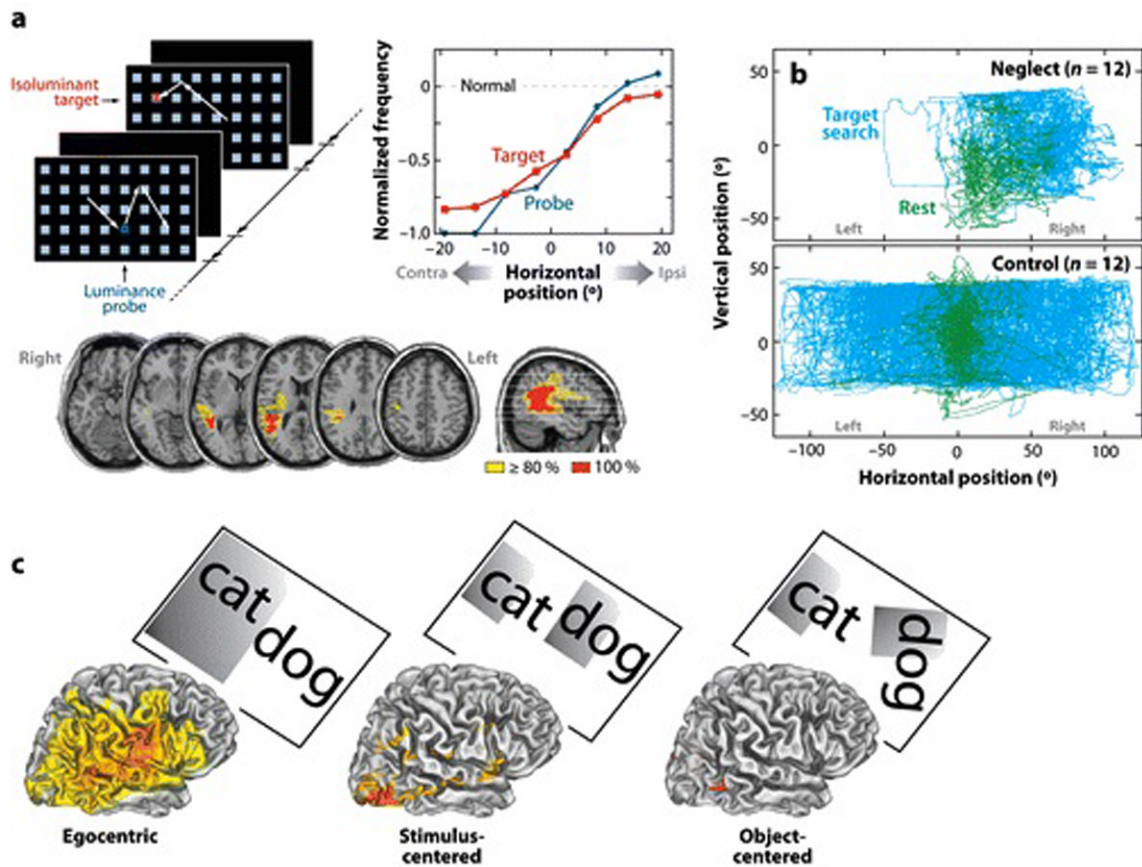 a
Isoluminant
target
Luminance
probe
Normalized frequency
0
−0.5
−1.0
Normal
Target
Probe
−20 −10 0 10 20
Contra
Horizontal
position (º)
Ipsi
b
Vertical position (º)
50
0
−50
Neglect (n = 12)
Target
search
Rest
Left
Right
50
0
−50
Control (n = 12)
Left
Right
−100 −50 0 50 100
Horizontal position (º)
Right
Left
≥ 80 % 100 %
c
cat
dog
Egocentric
cat
dog
Stimulus-
centered
cat
dog
Object-
centered